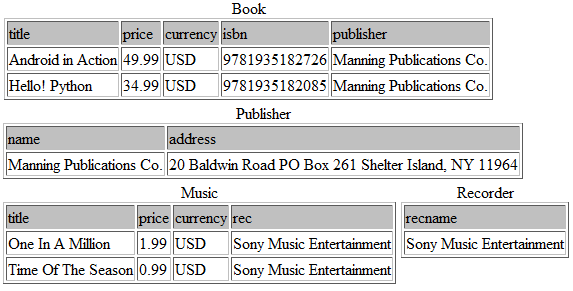 Book
title price currency isbn publisher
Android in Action 49.99 USD 9781935182726 Manning Publications Co.
Hello! Python 34.99 USD 9781935182085 Manning Publications Co.
Publisher
name address
Manning Publications Co. 20 Baldwin Road PO Box 261 Shelter Island, NY 11964
Music
title price currency rec
One In A Million 1.99 USD Sony Music Entertainment
Time Of The Season 0.99 USD Sony Music Entertainment
Recorder
recname
Sony Music Entertainment